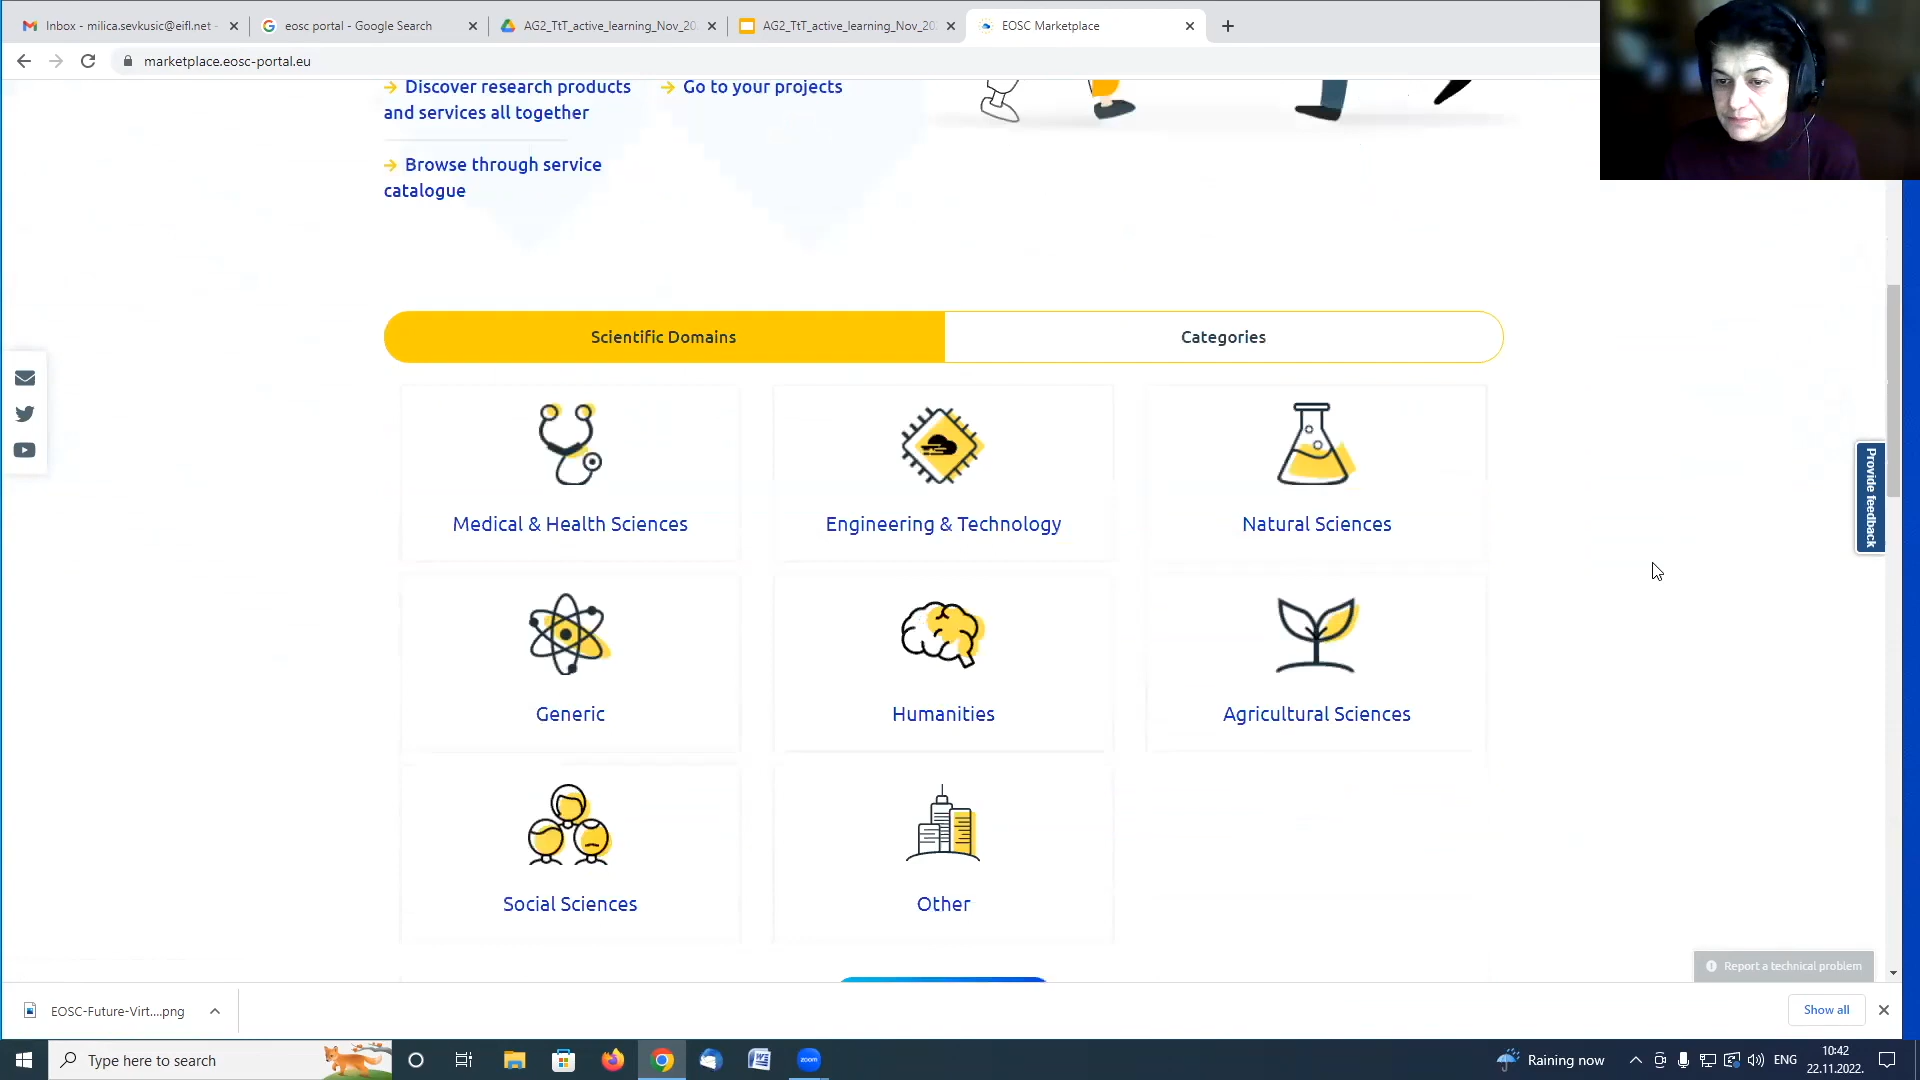 Inbox - milica.sevkusic@eifl.net -
eosc portal - Google Search
AG2_TtT_active_learning_Nov_20
AG2_TtT_active_learning_Nov_20
EOSC Marketplace
marketplace.eosc-portal.eu
Discover research products
and services all together
Go to your projects
Browse through service
catalogue
Scientific Domains
Categories
Medical & Health Sciences
Engineering & Technology
Natural Sciences
Generic
Humanities
Agricultural Sciences
Social Sciences
Other
Provide feedback
Report a technical problem
EOSC-Future-Virt....png
Show all
Type here to search
zoom
Raining now
ENG
10:42
22.11.2022.